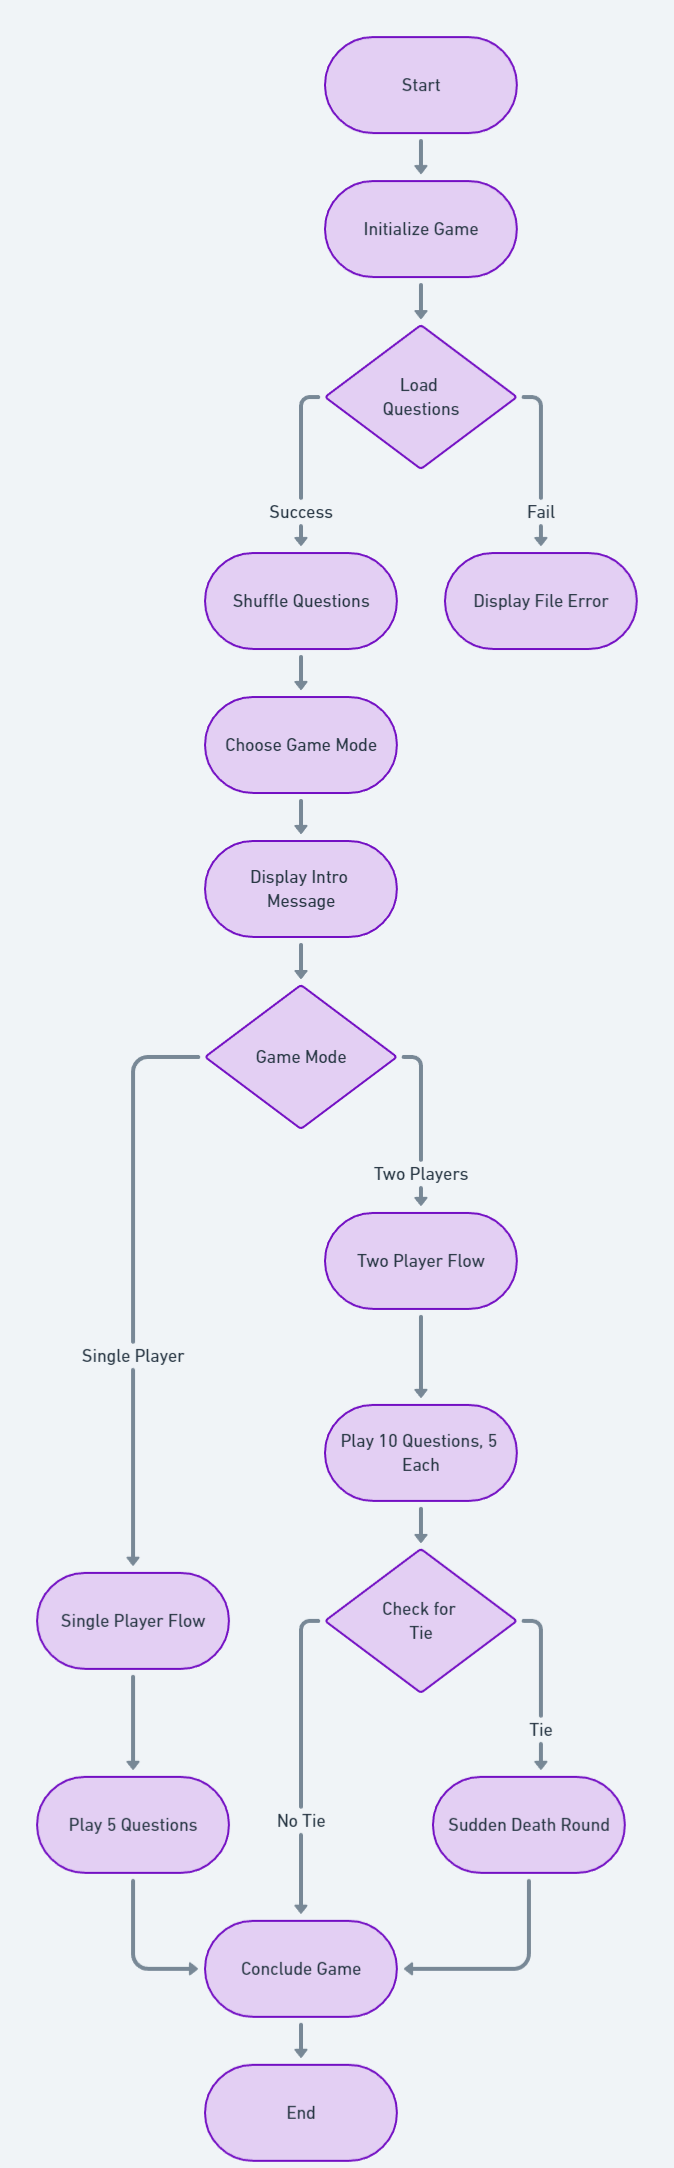 Start
Initialize Game
Load
Questions
Success
Fail
Shuffle Questions
Display File Error
Choose Game Mode
Display Intro
Message
Game Mode
Two Players
Two Player Flow
Single Player
Play 10 Questions, 5
Each
Check for
Tie
Single Player Flow
Tie
No Tie
Play 5 Questions
Sudden Death Round
Conclude Game
End